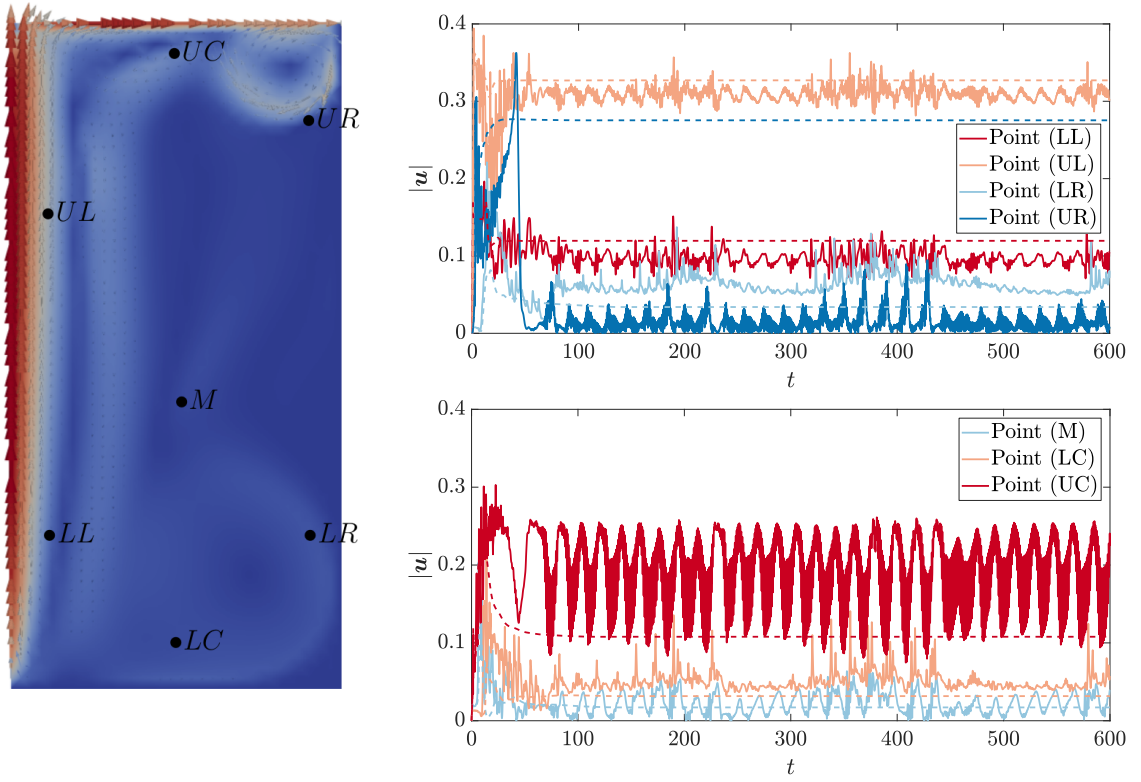 UC
UR
UL
M
LL
LR
LC
0.4
0.3
0.2
0.1
0
|u|
0 100 200 300 400 500 600
t
Point (LL)
Point (UL)
Point (LR)
Point (UR)
0.4
0.3
0.2
0.1
0
|u|
0 100 200 300 400 500 600
t
Point (M)
Point (LC)
Point (UC)